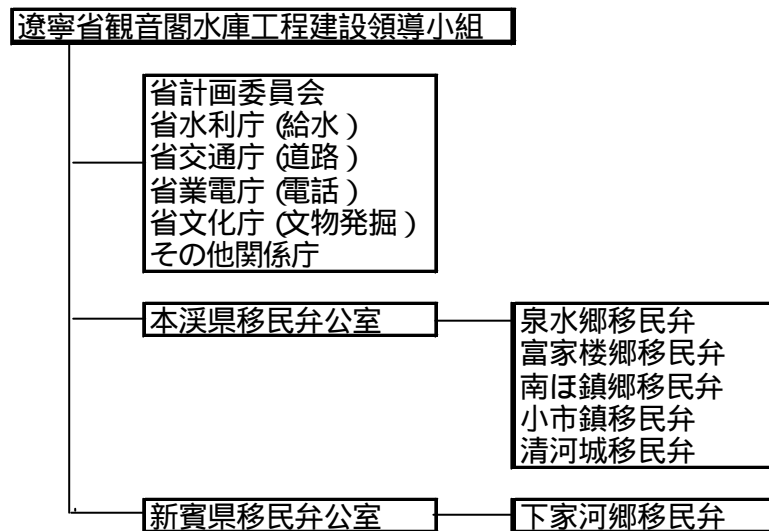 遼寧省観音閣水庫工程建設領導小組
省計画委員会
省水利庁（給水）
省交通庁（道路）
省業電庁（電話）
省文化庁（文物発掘）
その他関係庁
本渓県移民弁公室
泉水郷移民弁
富家楼郷移民弁
南ほ鎮郷移民弁
小市鎮移民弁
清河城移民弁
新賓県移民弁公室
下家河郷移民弁